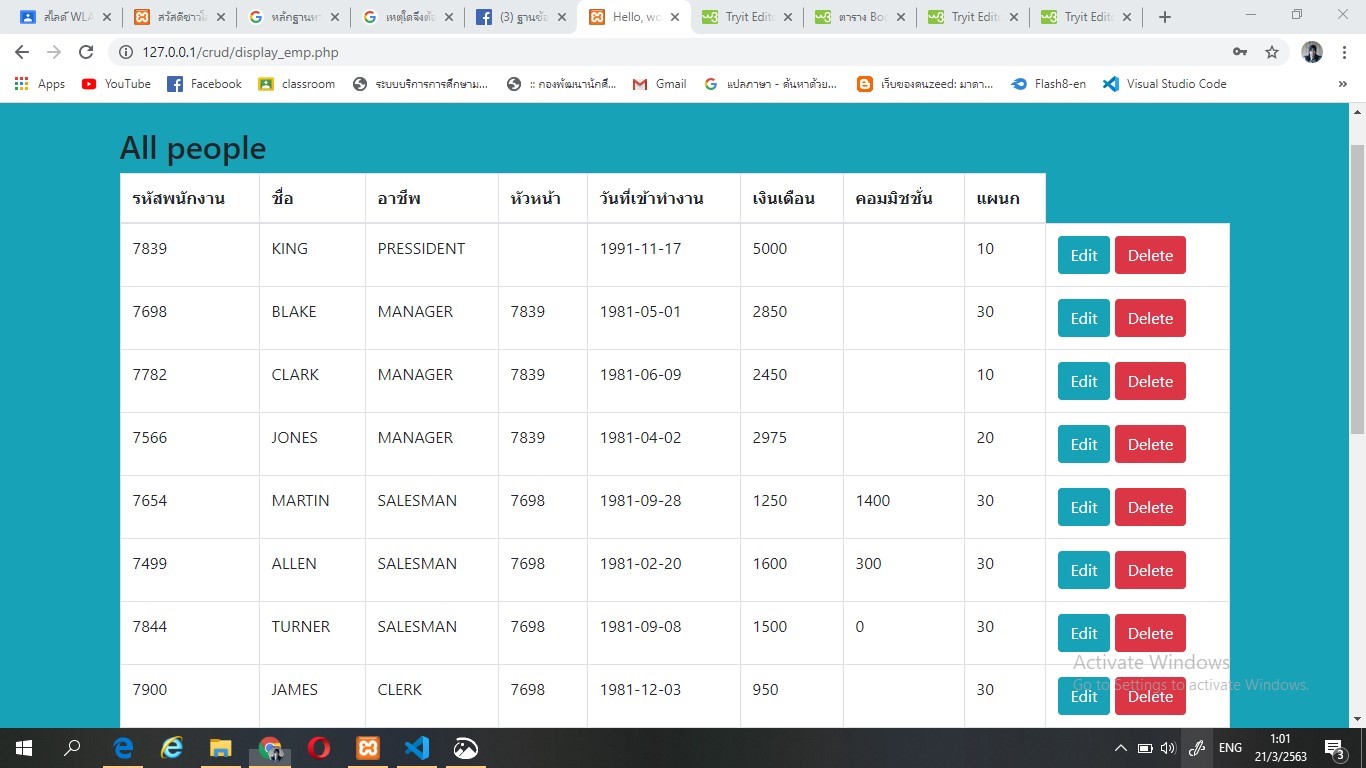 สไลด์ WLA
สวัสดีชาวโ
หลักฐานทา
เหตุใดจึงต้อ
(3) ฐานข้อ
Hello, wo
Tryit Edito
ตาราง Boo
Tryit Edito
Tryit Edito
127.0.0.1/crud/display_emp.php
Apps
YouTube
Facebook
classroom
ระบบบริการการศึกษาม...
:: กองพัฒนานักศึ...
Gmail
แปลภาษา - ค้นหาด้วย...
เว็บของคนzeed: มาดา...
Flash8-en
Visual Studio Code
»
All people
รหัสพนักงาน ชื่อ อาชีพ หัวหน้า วันที่เข้าทำงาน เงินเดือน คอมมิชชั่น แผนก
7839 KING PRESSIDENT 1991-11-17 5000 10 Edit Delete
7698 BLAKE MANAGER 7839 1981-05-01 2850 30 Edit Delete
7782 CLARK MANAGER 7839 1981-06-09 2450 10 Edit Delete
7566 JONES MANAGER 7839 1981-04-02 2975 20 Edit Delete
7654 MARTIN SALESMAN 7698 1981-09-28 1250 1400 30 Edit Delete
7499 ALLEN SALESMAN 7698 1981-02-20 1600 300 30 Edit Delete
7844 TURNER SALESMAN 7698 1981-09-08 1500 0 30 Edit Delete
Activate Windows
Go to Settings to activate Windows.
7900 JAMES CLERK 7698 1981-12-03 950 30 Edit Delete
ENG
1:01
21/3/2563
3